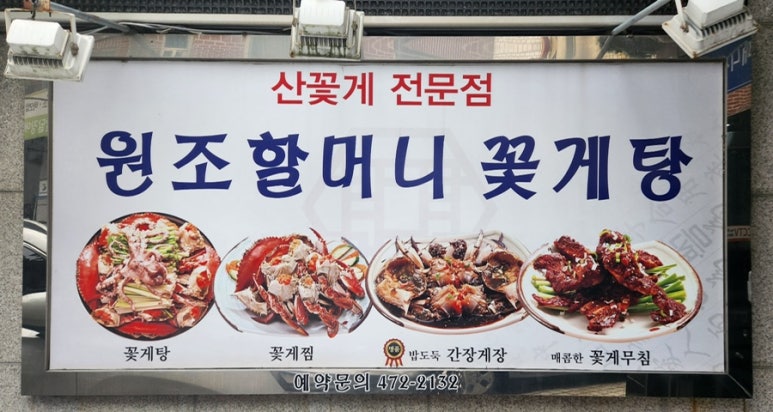 산꽃게 전문점
원조할머니 꽃게탕
꽃게탕
꽃게찜
밥도둑 간장게장
매콤한 꽃게무침
예약문의 472-2132